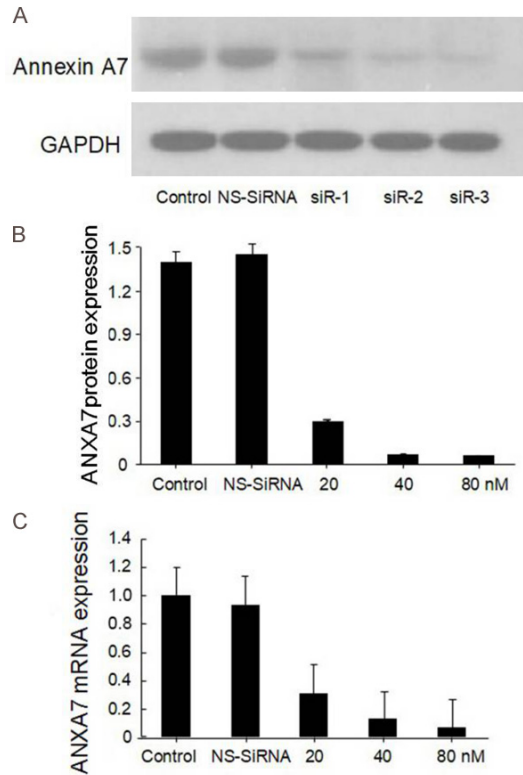 A
Annexin A7
GAPDH
Control NS-SiRNA siR-1 siR-2 siR-3
B
ANXA7protein expression
1.5
1.2
0.9
0.6
0.3
0
Control NS-SiRNA 20 40 80 nM
C
ANXA7 mRNA expression
1.4
1.2
1.0
0.8
0.6
0.4
0.2
0
Control NS-SiRNA 20 40 80 nM